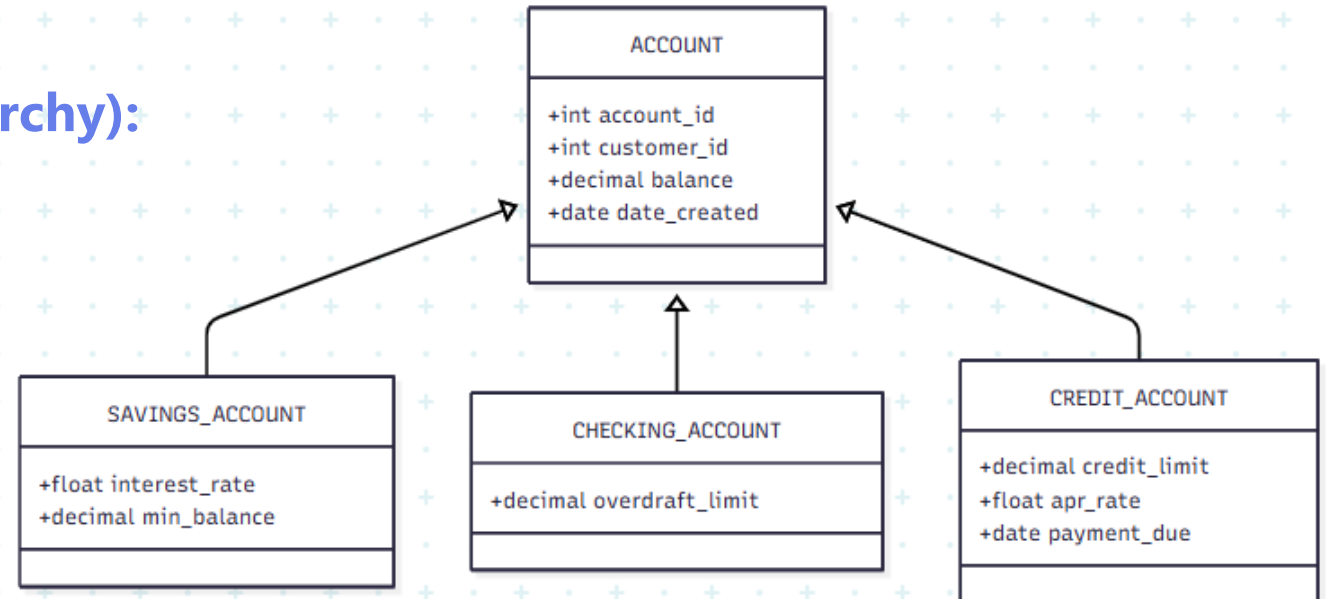 rchy):
ACCOUNT
+int account_id
+int customer_id
+decimal balance
+date date_created
SAVINGS_ACCOUNT
+float interest_rate
+decimal min_balance
CHECKING_ACCOUNT
+decimal overdraft_limit
CREDIT_ACCOUNT
+decimal credit_limit
+float apr_rate
+date payment_due